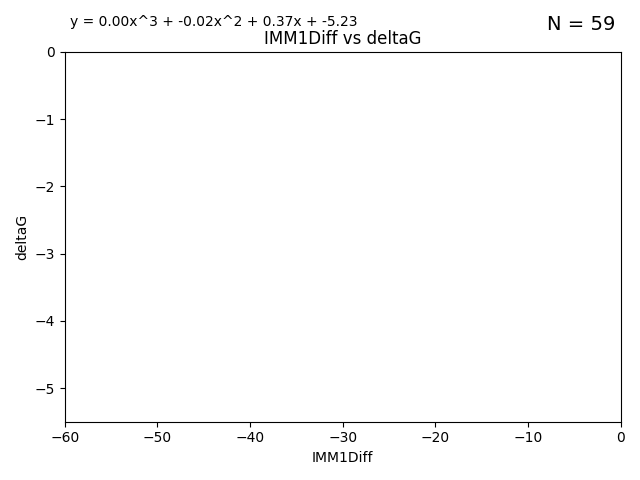 y = 0.00x^3 + -0.02x^2 + 0.37x + -5.23
N = 59
IMM1Diff vs deltaG
0
−1
−2
−3
−4
−5
deltaG
−60 −50 −40 −30 −20 −10 0
IMM1Diff